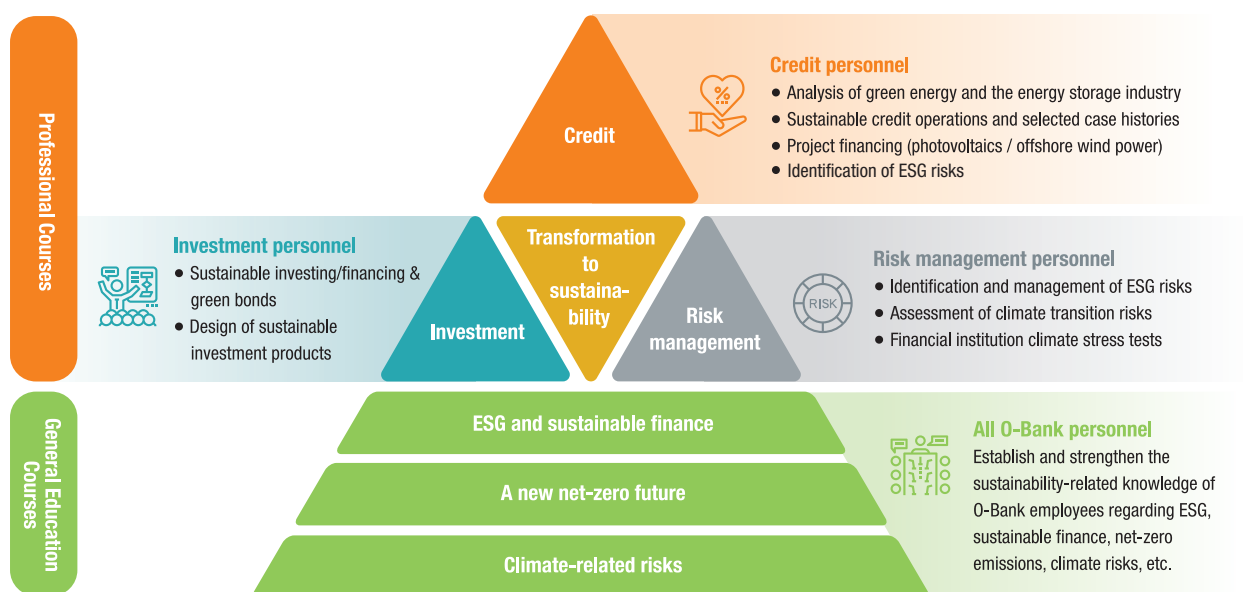 Professional Courses
Credit
%
Credit personnel
● Analysis of green energy and the energy storage industry
● Sustainable credit operations and selected case histories
● Project financing (photovoltaics / offshore wind power)
● Identification of ESG risks
Investment personnel
● Sustainable investing/financing &
green bonds
● Design of sustainable
investment products
Investment
Transformation
to
sustaina-
bility
Risk
management
RISK
Risk management personnel
● Identification and management of ESG risks
● Assessment of climate transition risks
● Financial institution climate stress tests
General Education
Courses
ESG and sustainable finance
A new net-zero future
Climate-related risks
All O-Bank personnel
Establish and strengthen the
sustainability-related knowledge of
O-Bank employees regarding ESG,
sustainable finance, net-zero
emissions, climate risks, etc.